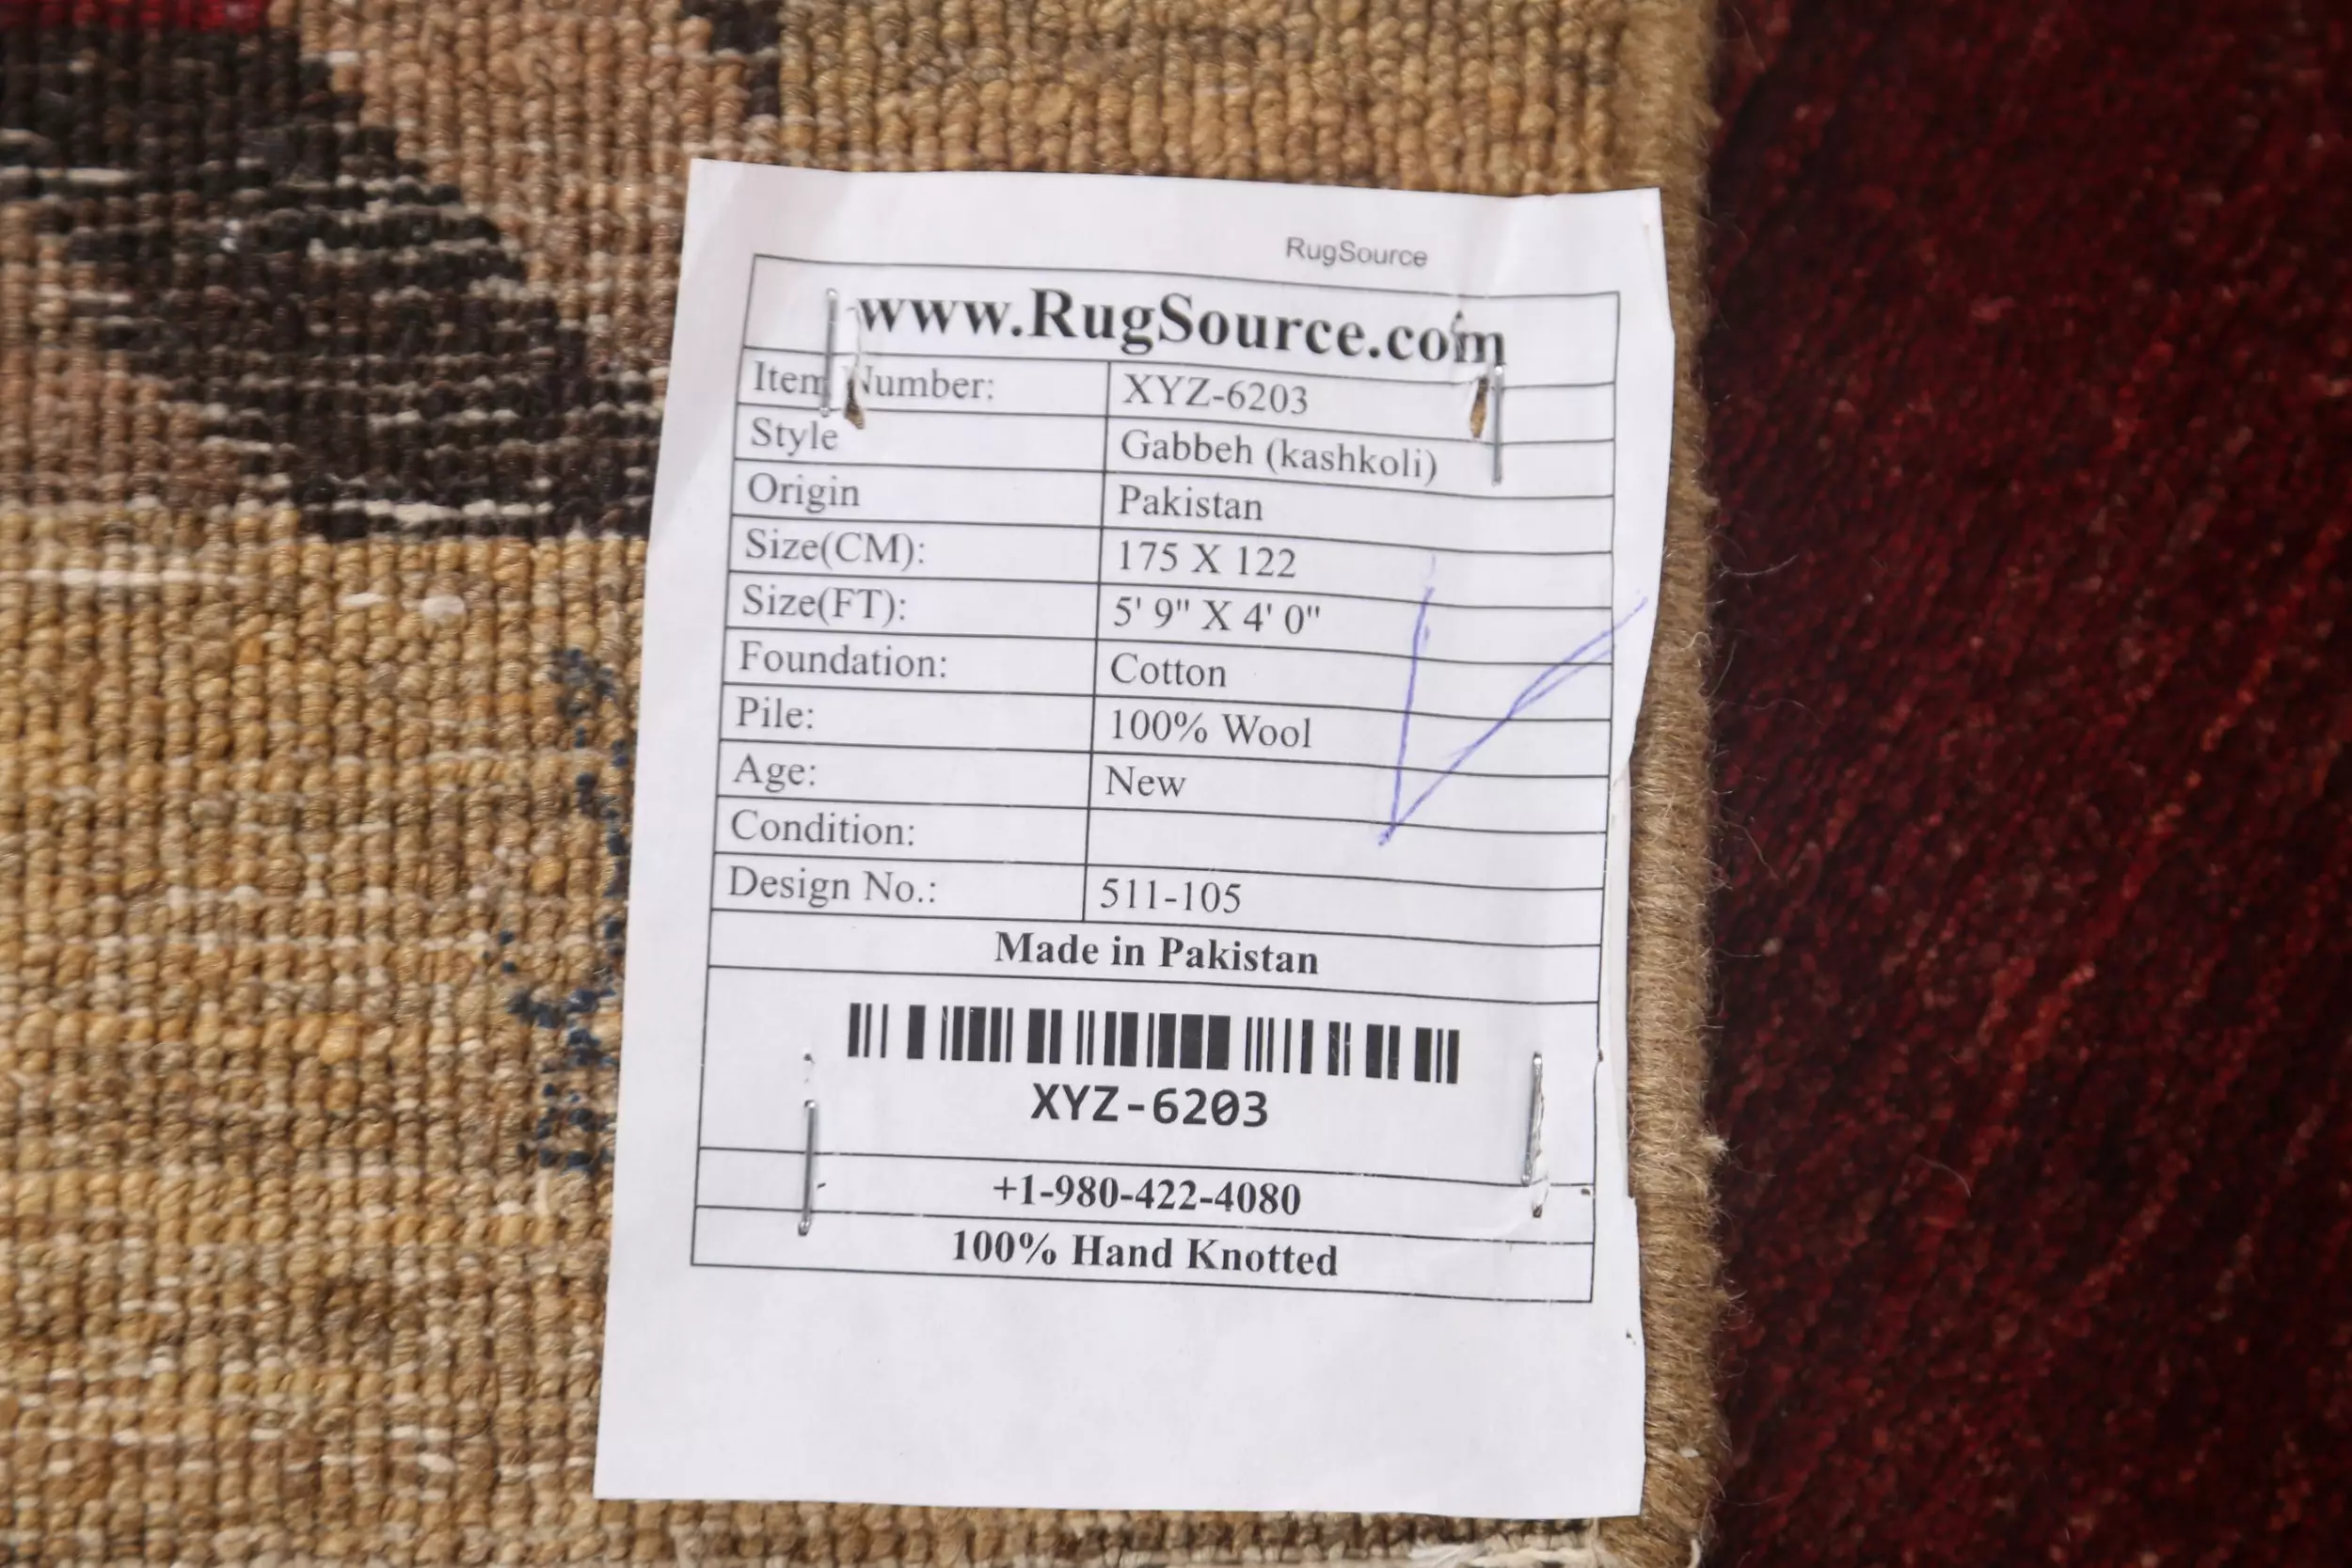 RugSource
www.RugSource.com
Item Number: XYZ-6203
Style Gabbeh (kashkoli)
Origin Pakistan
Size(CM): 175 X 122
Size(FT): 5' 9" X 4' 0"
Foundation: Cotton
Pile: 100% Wool
Age: New
Condition:
Design No.: 511-105
Made in Pakistan
XYZ-6203
+1-980-422-4080
100% Hand Knotted